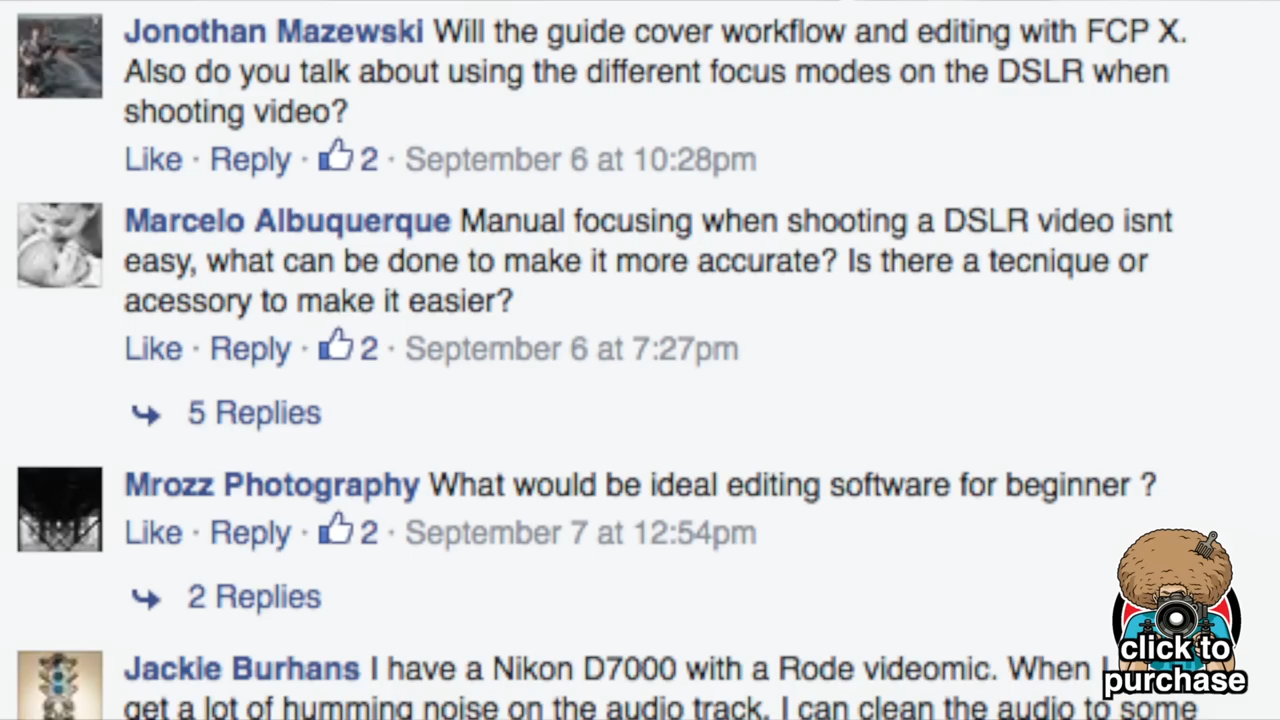 Jonothan Mazewski Will the guide cover workflow and editing with FCP X.
Also do you talk about using the different focus modes on the DSLR when
shooting video?
Like · Reply · 2 · September 6 at 10:28pm
Marcelo Albuquerque Manual focusing when shooting a DSLR video isnt
easy, what can be done to make it more accurate? Is there a tecnique or
acessory to make it easier?
Like · Reply · 2 · September 6 at 7:27pm
5 Replies
Mrozz Photography What would be ideal editing software for beginner ?
Like · Reply · 2 · September 7 at 12:54pm
2 Replies
Jackie Burhans I have a Nikon D7000 with a Rode videomic. When I
get a lot of humming noise on the audio track. I can clean the audio to some
click to
purchase